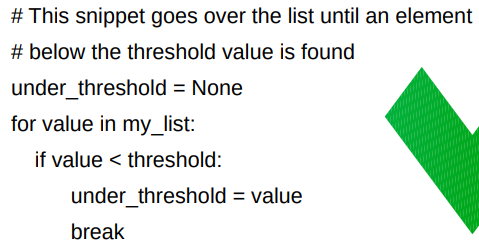 # This snippet goes over the list until an element
# below the threshold value is found
under_threshold = None
for value in my_list:
if value < threshold:
under_threshold = value
break